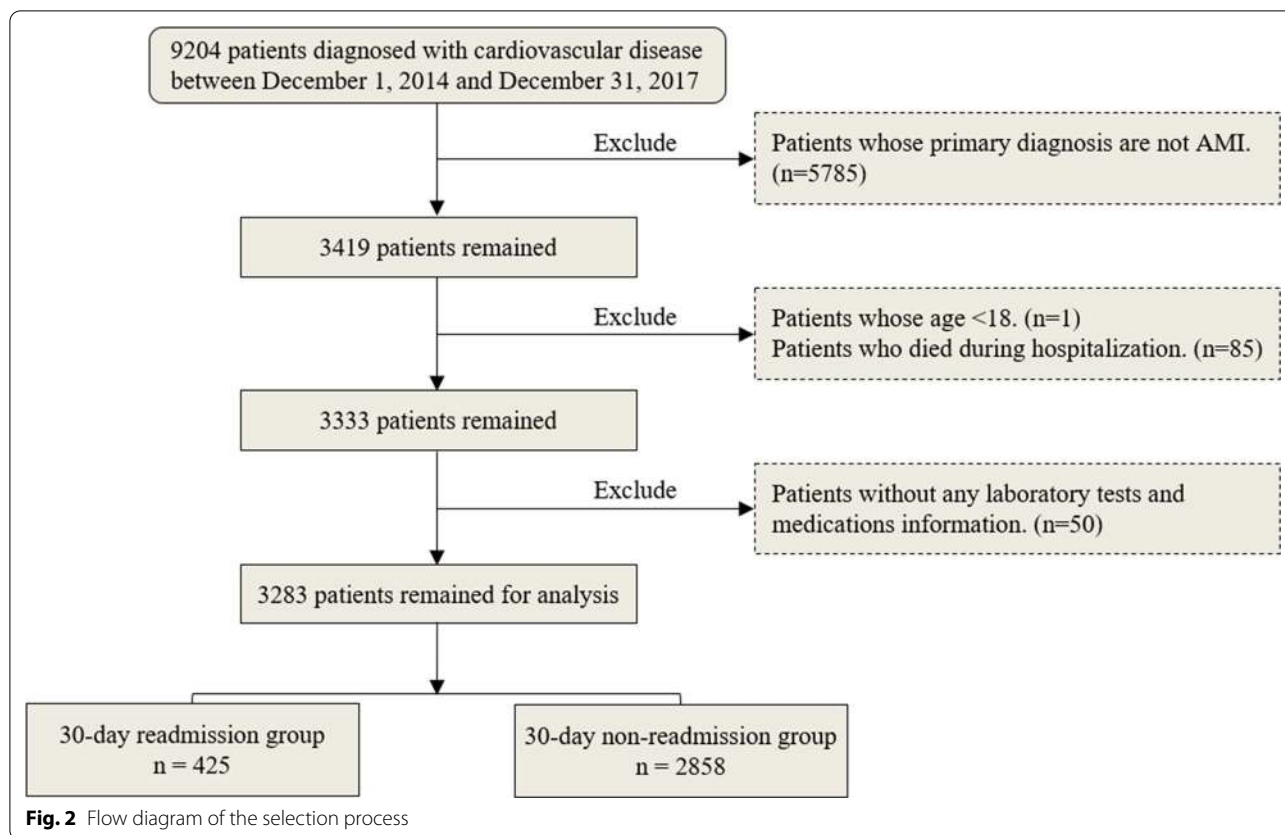 9204 patients diagnosed with cardiovascular disease
between December 1, 2014 and December 31, 2017
Exclude
Patients whose primary diagnosis are not AMI.
(n=5785)
3419 patients remained
Exclude
Patients whose age <18. (n=1)
Patients who died during hospitalization. (n=85)
3333 patients remained
Exclude
Patients without any laboratory tests and
medications information. (n=50)
3283 patients remained for analysis
30-day readmission group
n = 425
30-day non-readmission group
n = 2858
Fig. 2 Flow diagram of the selection process